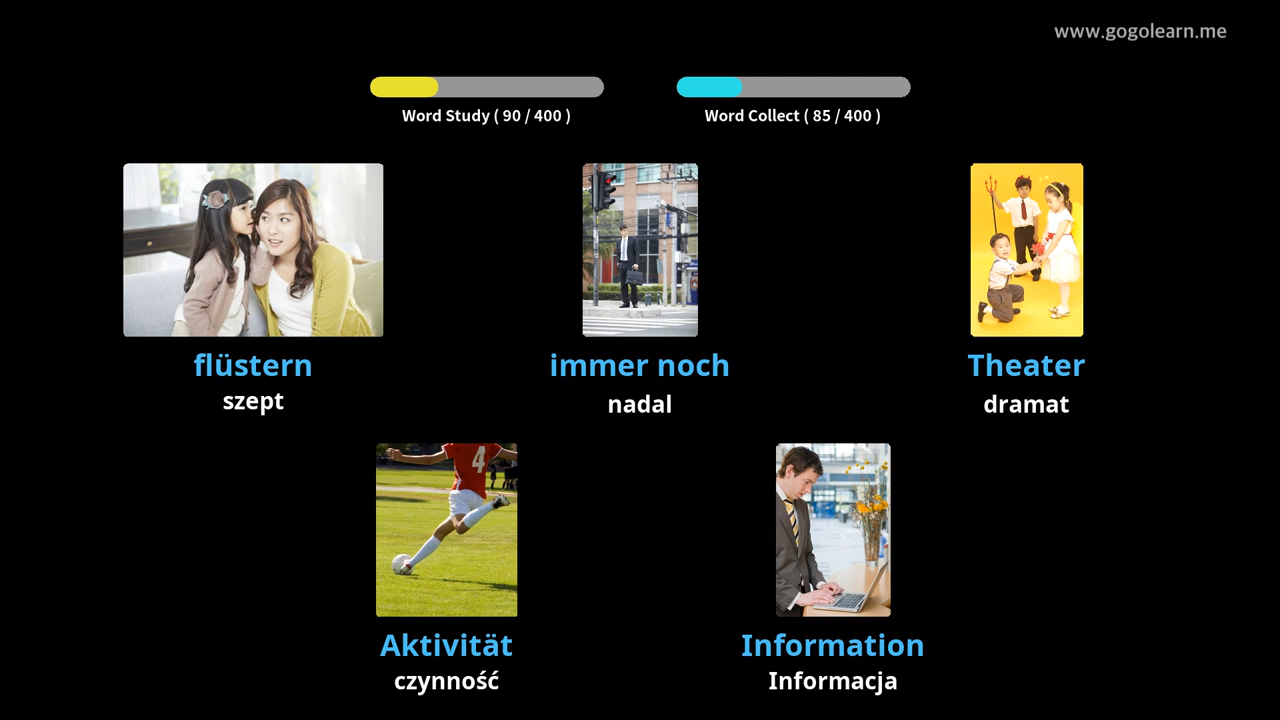 www.gogolearn.me
Word Study ( 90 / 400 )
Word Collect ( 85 / 400 )
flüstern
szept
immer noch
nadal
Theater
dramat
4
Aktivität
czynność
Information
Informacja